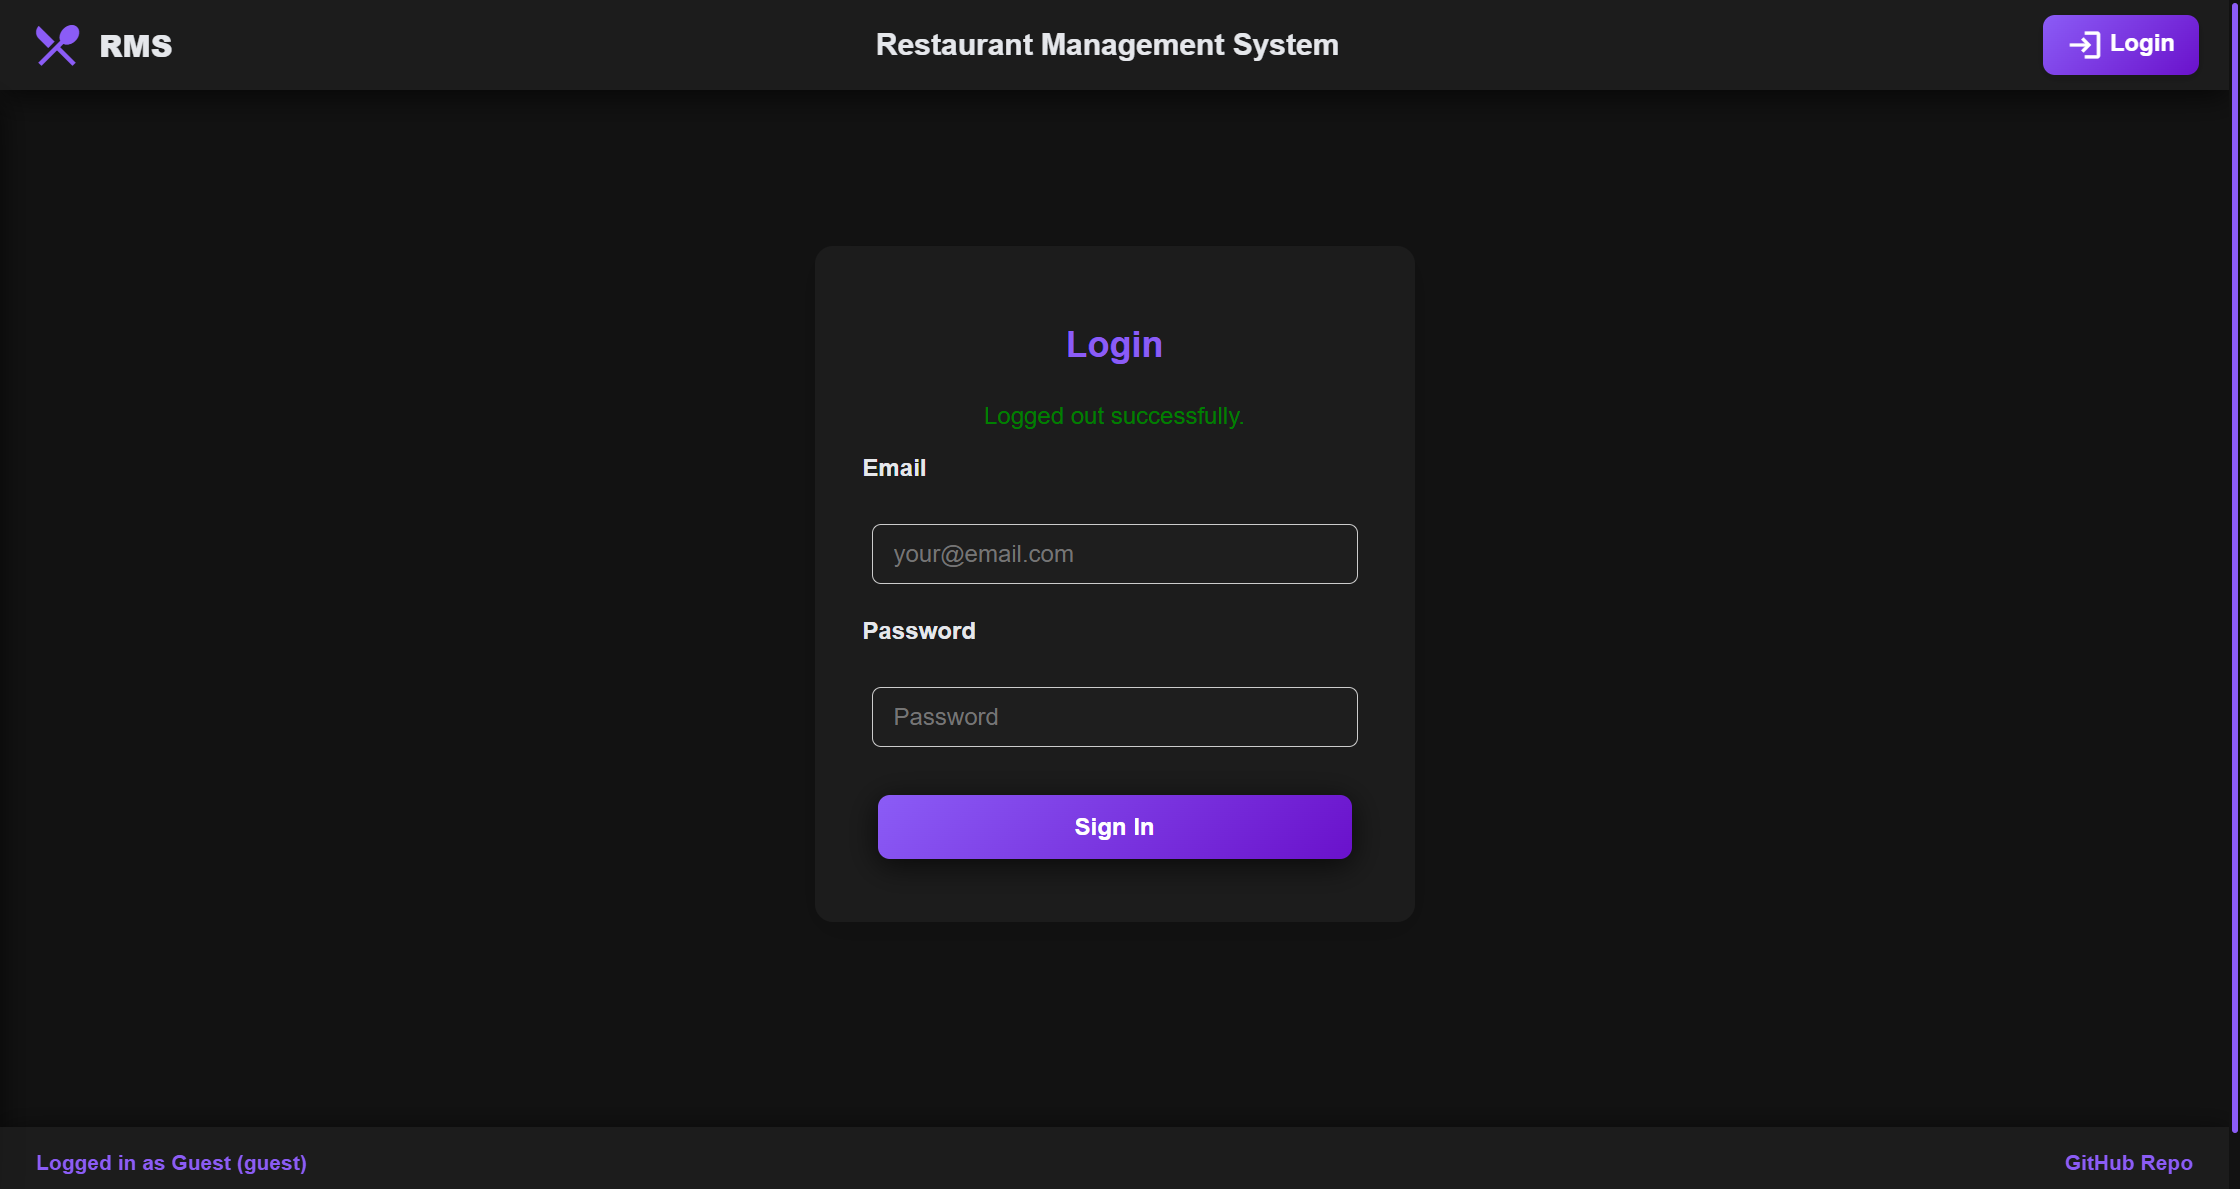 RMS
Restaurant Management System
Login
Login
Logged out successfully.
Email
your@email.com
Password
Password
Sign In
Logged in as Guest (guest)
GitHub Repo